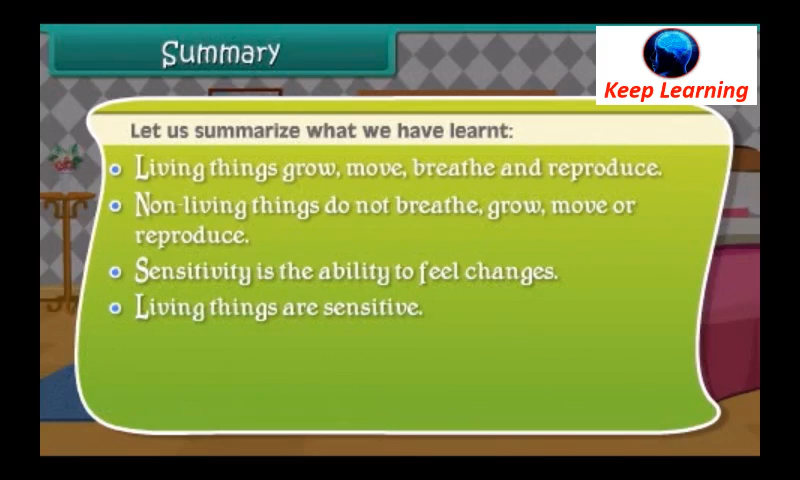 Summary
Keep Learning
Let us summarize what we have learnt:
Living things grow, move, breathe and reproduce.
Non-living things do not breathe, grow, move or
reproduce.
Sensitivity is the ability to feel changes.
Living things are sensitive.